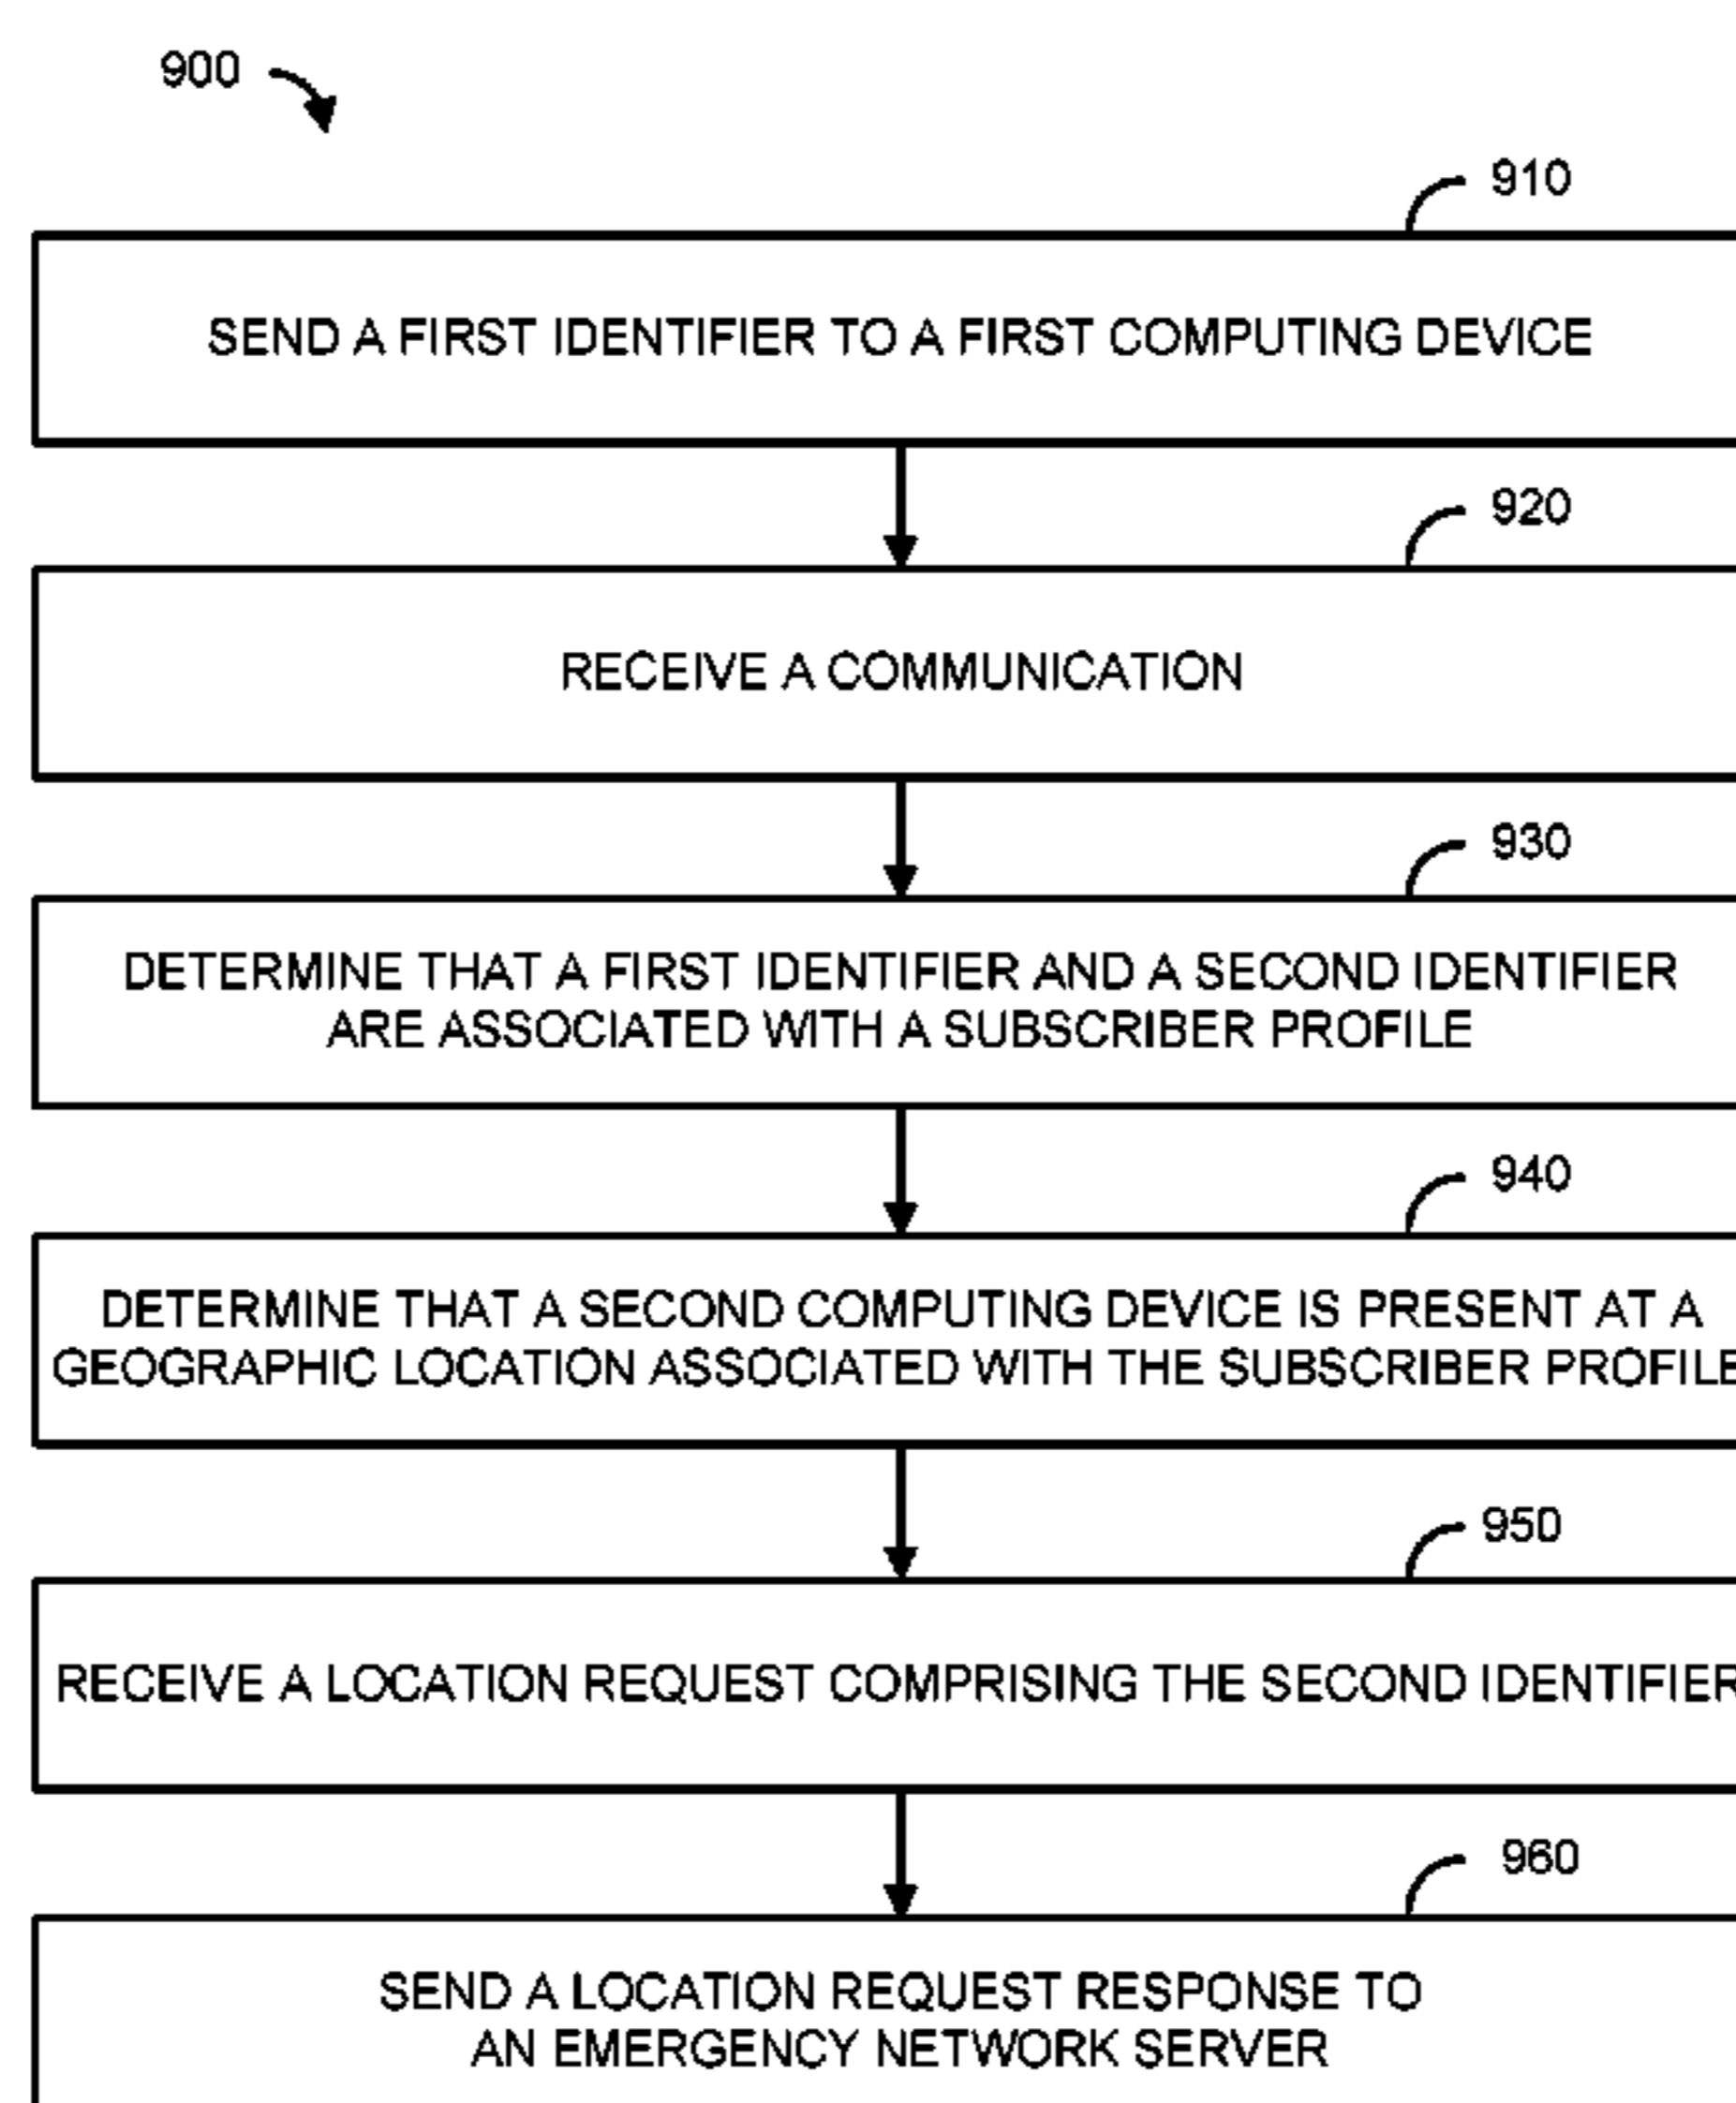 900
910
SEND A FIRST IDENTIFIER TO A FIRST COMPUTING DEVICE
920
RECEIVE A COMMUNICATION
930
DETERMINE THAT A FIRST IDENTIFIER AND A SECOND IDENTIFIER
ARE ASSOCIATED WITH A SUBSCRIBER PROFILE
940
DETERMINE THAT A SECOND COMPUTING DEVICE IS PRESENT AT A
GEOGRAPHIC LOCATION ASSOCIATED WITH THE SUBSCRIBER PROFILE
950
RECEIVE A LOCATION REQUEST COMPRISING THE SECOND IDENTIFIER
960
SEND A LOCATION REQUEST RESPONSE TO
AN EMERGENCY NETWORK SERVER